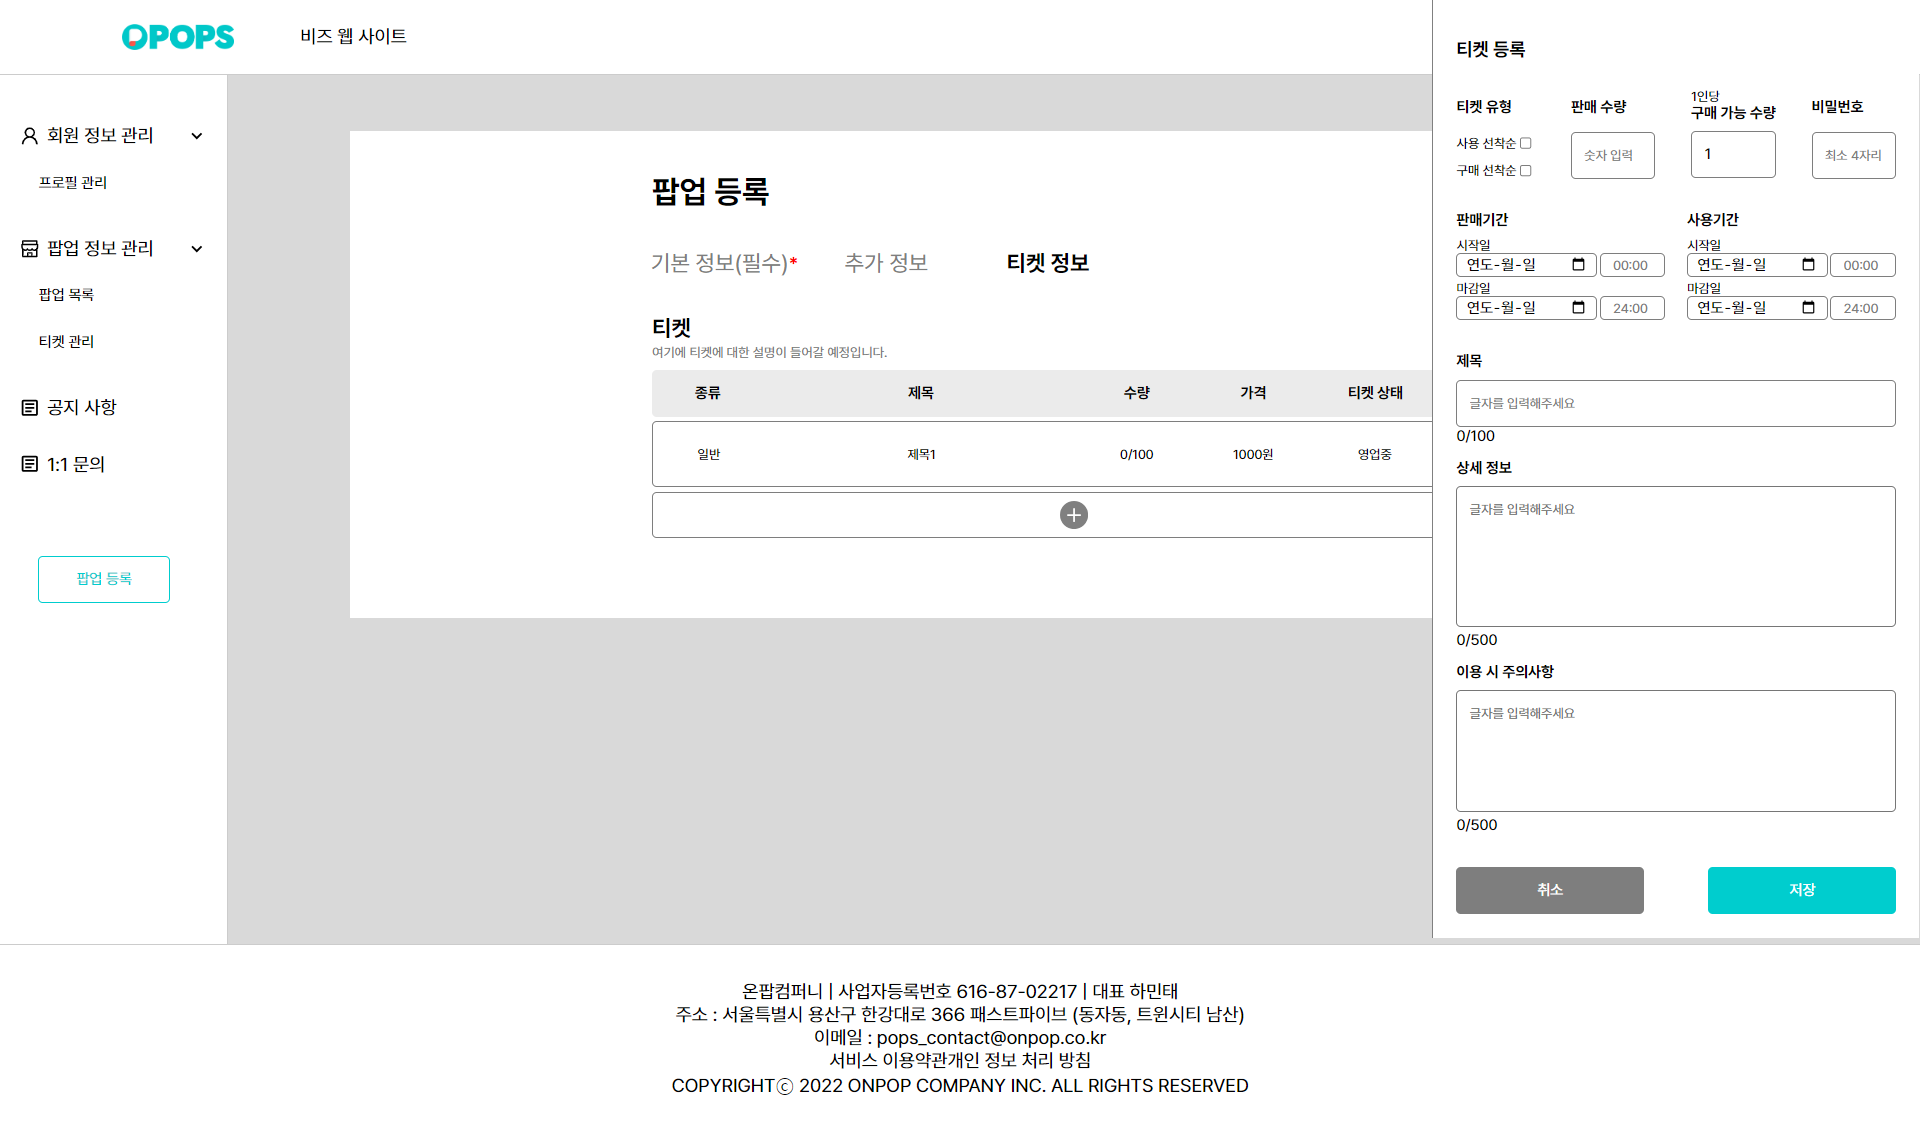 OPOPS
비즈 웹 사이트
회원 정보 관리
프로필 관리
팝업 정보 관리
팝업 목록
티켓 관리
공지 사항
1:1 문의
팝업 등록
팝업 등록
기본 정보(필수)* 추가 정보 티켓 정보
티켓
여기에 티켓에 대한 설명이 들어갈 예정입니다.
종류 제목 수량 가격 티켓 상태
일반 제목1 0/100 1000원 영업중
티켓 등록
티켓 유형 판매 수량 1인당 구매 가능 수량 비밀번호
사용 선착순
구매 선착순
숫자 입력 1 최소 4자리
판매기간 사용기간
시작일 시작일
연도-월-일 00:00 연도-월-일 00:00
마감일 마감일
연도-월-일 24:00 연도-월-일 24:00
제목
글자를 입력해주세요
0/100
상세 정보
글자를 입력해주세요
0/500
이용 시 주의사항
글자를 입력해주세요
0/500
취소 저장
온팝컴퍼니 | 사업자등록번호 616-87-02217 | 대표 하민태
주소 : 서울특별시 용산구 한강대로 366 패스트파이브 (동자동, 트윈시티 남산)
이메일 : pops_contact@onpop.co.kr
서비스 이용약관개인 정보 처리 방침
COPYRIGHTⓒ 2022 ONPOP COMPANY INC. ALL RIGHTS RESERVED